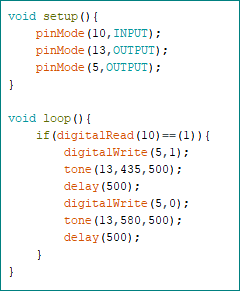 void setup(){
    pinMode(10,INPUT);
    pinMode(13,OUTPUT);
    pinMode(5,OUTPUT);
}

void loop(){
    if(digitalRead(10)==(1)){
        digitalWrite(5,1);
        tone(13,435,500);
        delay(500);
        digitalWrite(5,0);
        tone(13,580,500);
        delay(500);
    }
}